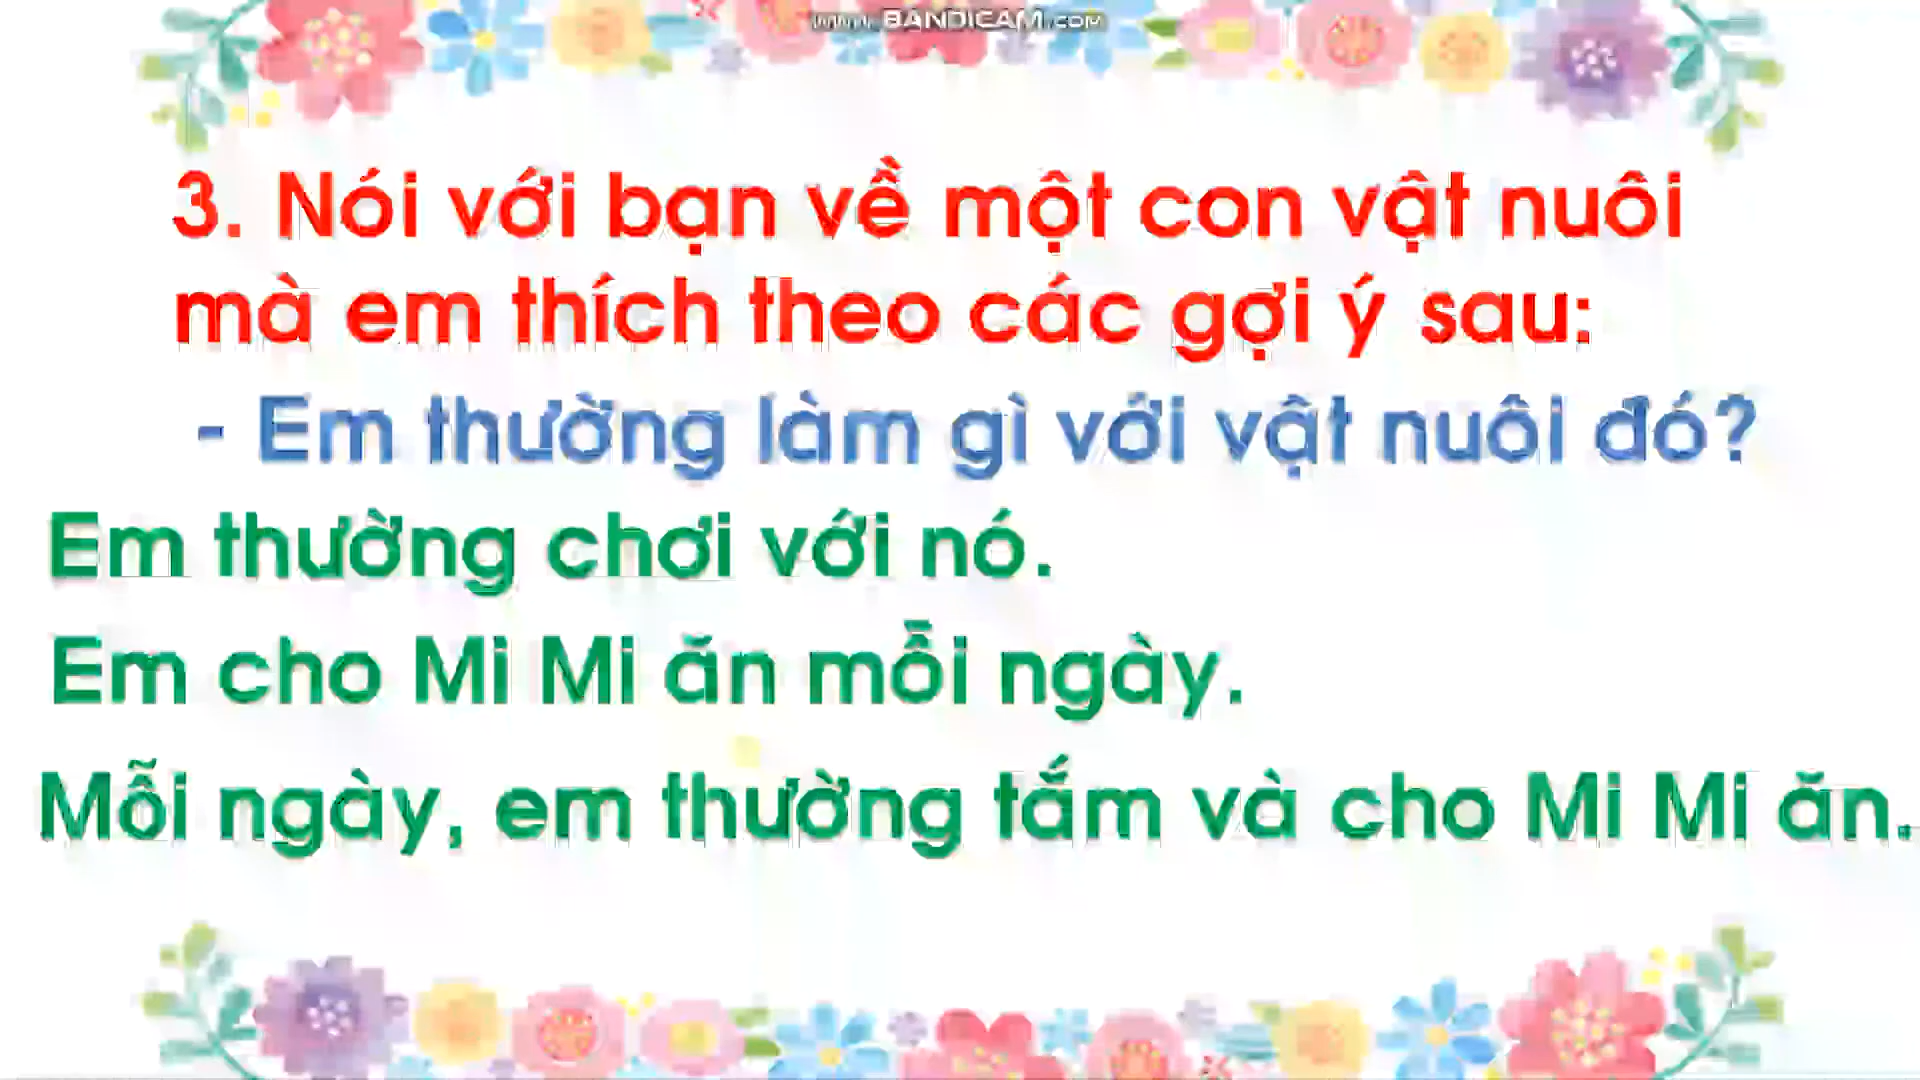 www.BANDICAM.com
3. Nói với bạn về một con vật nuôi
mà em thích theo các gợi ý sau:
- Em thường làm gì với vật nuôi đó?
Em thường chơi với nó.
Em cho Mi Mi ăn mỗi ngày.
Mỗi ngày, em thường tắm và cho Mi Mi ăn.